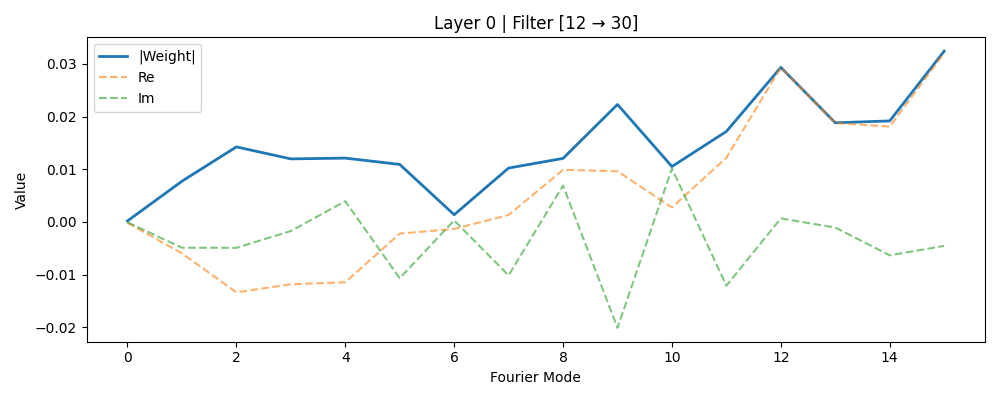 Layer 0 | Filter [12 → 30]
|Weight|
Re
Im
0.03
0.02
0.01
0.00
−0.01
−0.02
Value
0 2 4 6 8 10 12 14
Fourier Mode